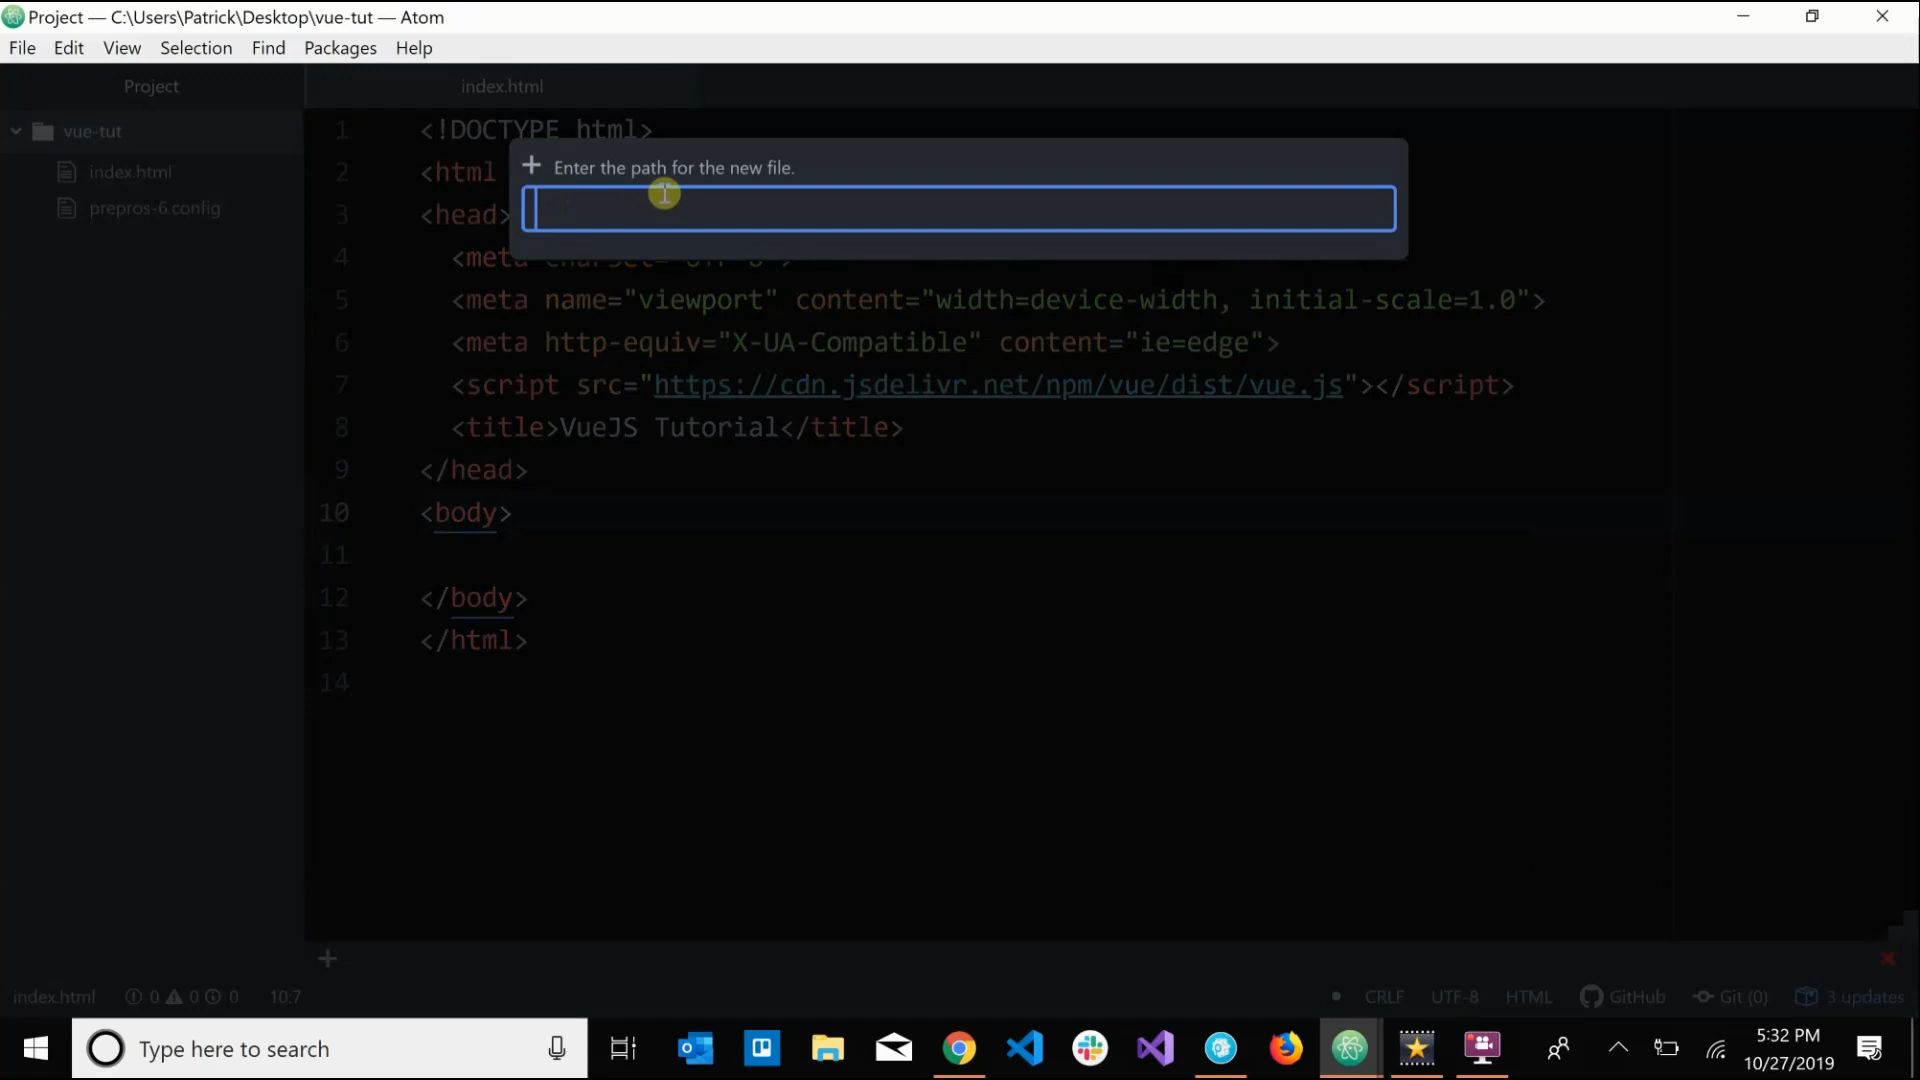 Project — C:\Users\Patrick\Desktop\vue-tut — Atom
File Edit View Selection Find Packages Help
Project
index.html
vue-tut
index.html
prepros-6.config
Enter the path for the new file.
1 <!DOCTYPE html>
2 <html
3 <head>
4 <meta charset="UTF-8">
5 <meta name="viewport" content="width=device-width, initial-scale=1.0">
6 <meta http-equiv="X-UA-Compatible" content="ie=edge">
7 <script src="https://cdn.jsdelivr.net/npm/vue/dist/vue.js"></script>
8 <title>VueJS Tutorial</title>
9 </head>
10 <body>
11
12 </body>
13 </html>
14
index.html 0 0 0 10:7 CRLF UTF-8 HTML GitHub Git (0) 3 updates
Type here to search
5:32 PM
10/27/2019